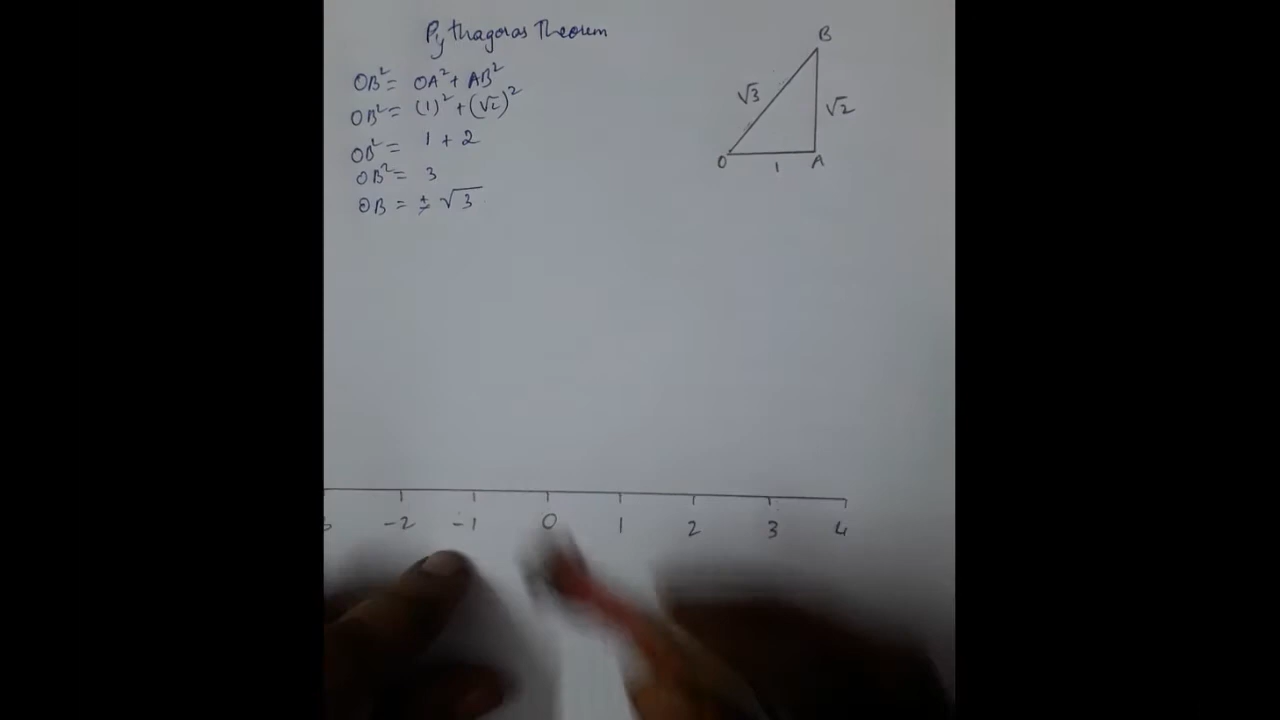 Pythagoras Theorem
OB² = OA² + AB²
OB² = (1)² + (√2)²
OB² = 1 + 2
OB² = 3
OB = ± √3
B
√3
√2
O
1
A
-2 -1 0 1 2 3 4